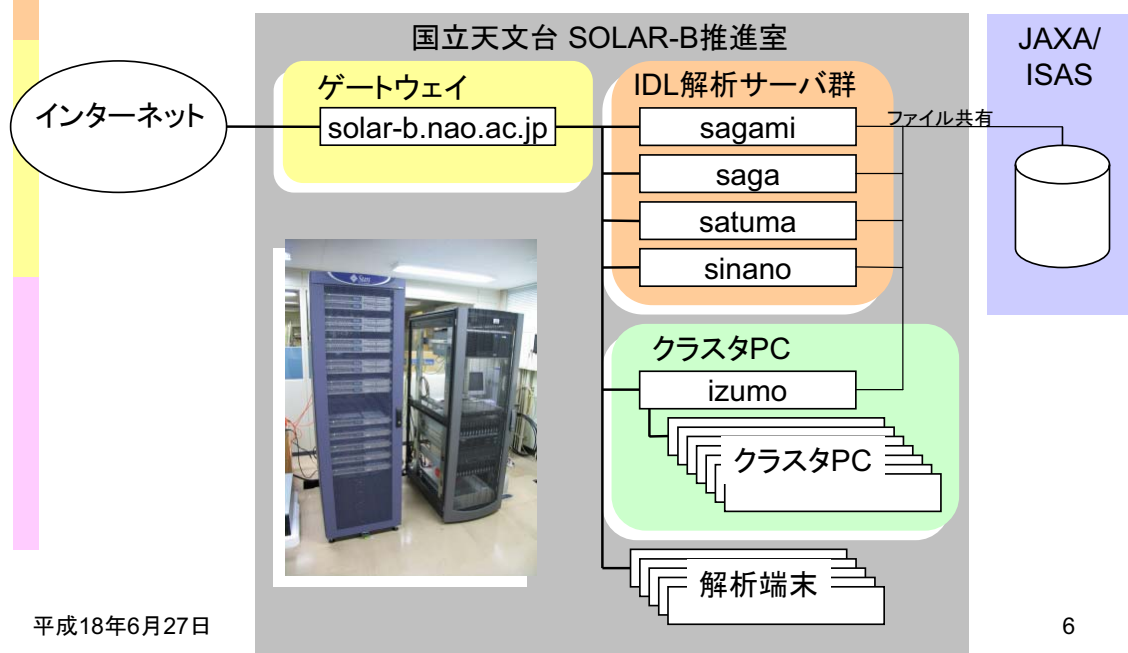 国立天文台 SOLAR-B推進室
JAXA/
ISAS
インターネット
ゲートウェイ
solar-b.nao.ac.jp
IDL解析サーバ群
sagami
saga
satuma
sinano
ファイル共有
Sun
クラスタPC
izumo
クラスタPC
解析端末
平成18年6月27日
6